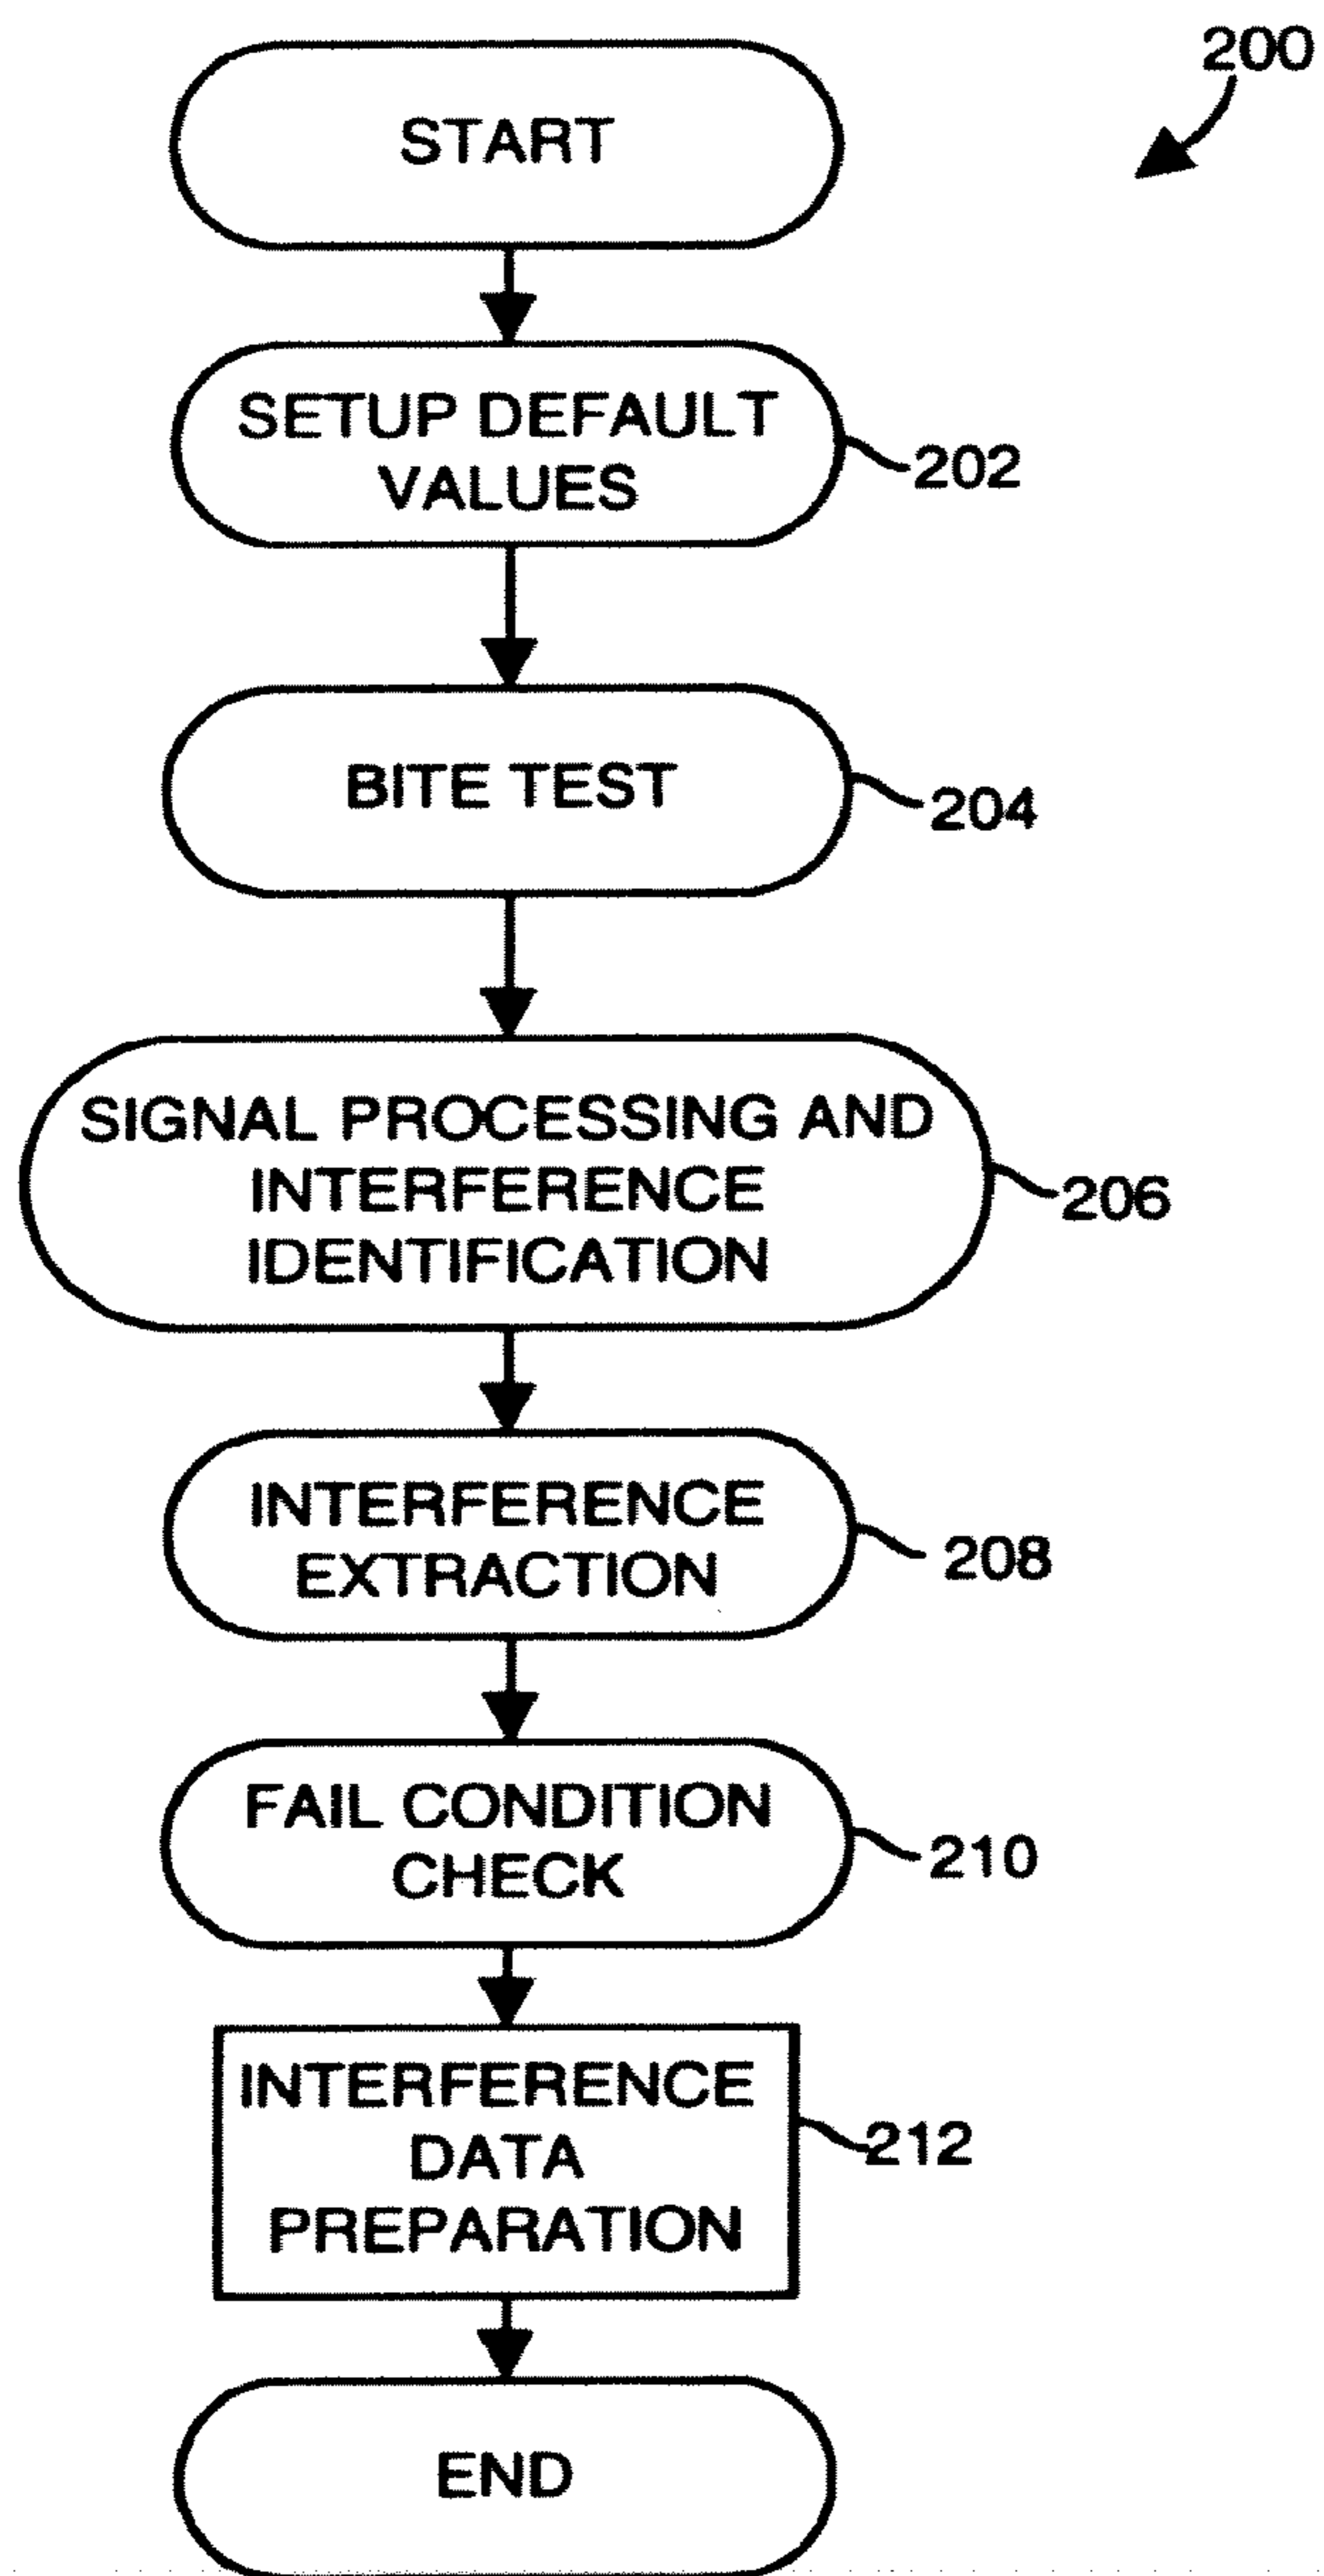 200
START
SETUP DEFAULT
VALUES
202
BITE TEST
204
SIGNAL PROCESSING AND
INTERFERENCE
IDENTIFICATION
206
INTERFERENCE
EXTRACTION
208
FAIL CONDITION
CHECK
210
INTERFERENCE
DATA
PREPARATION
212
END